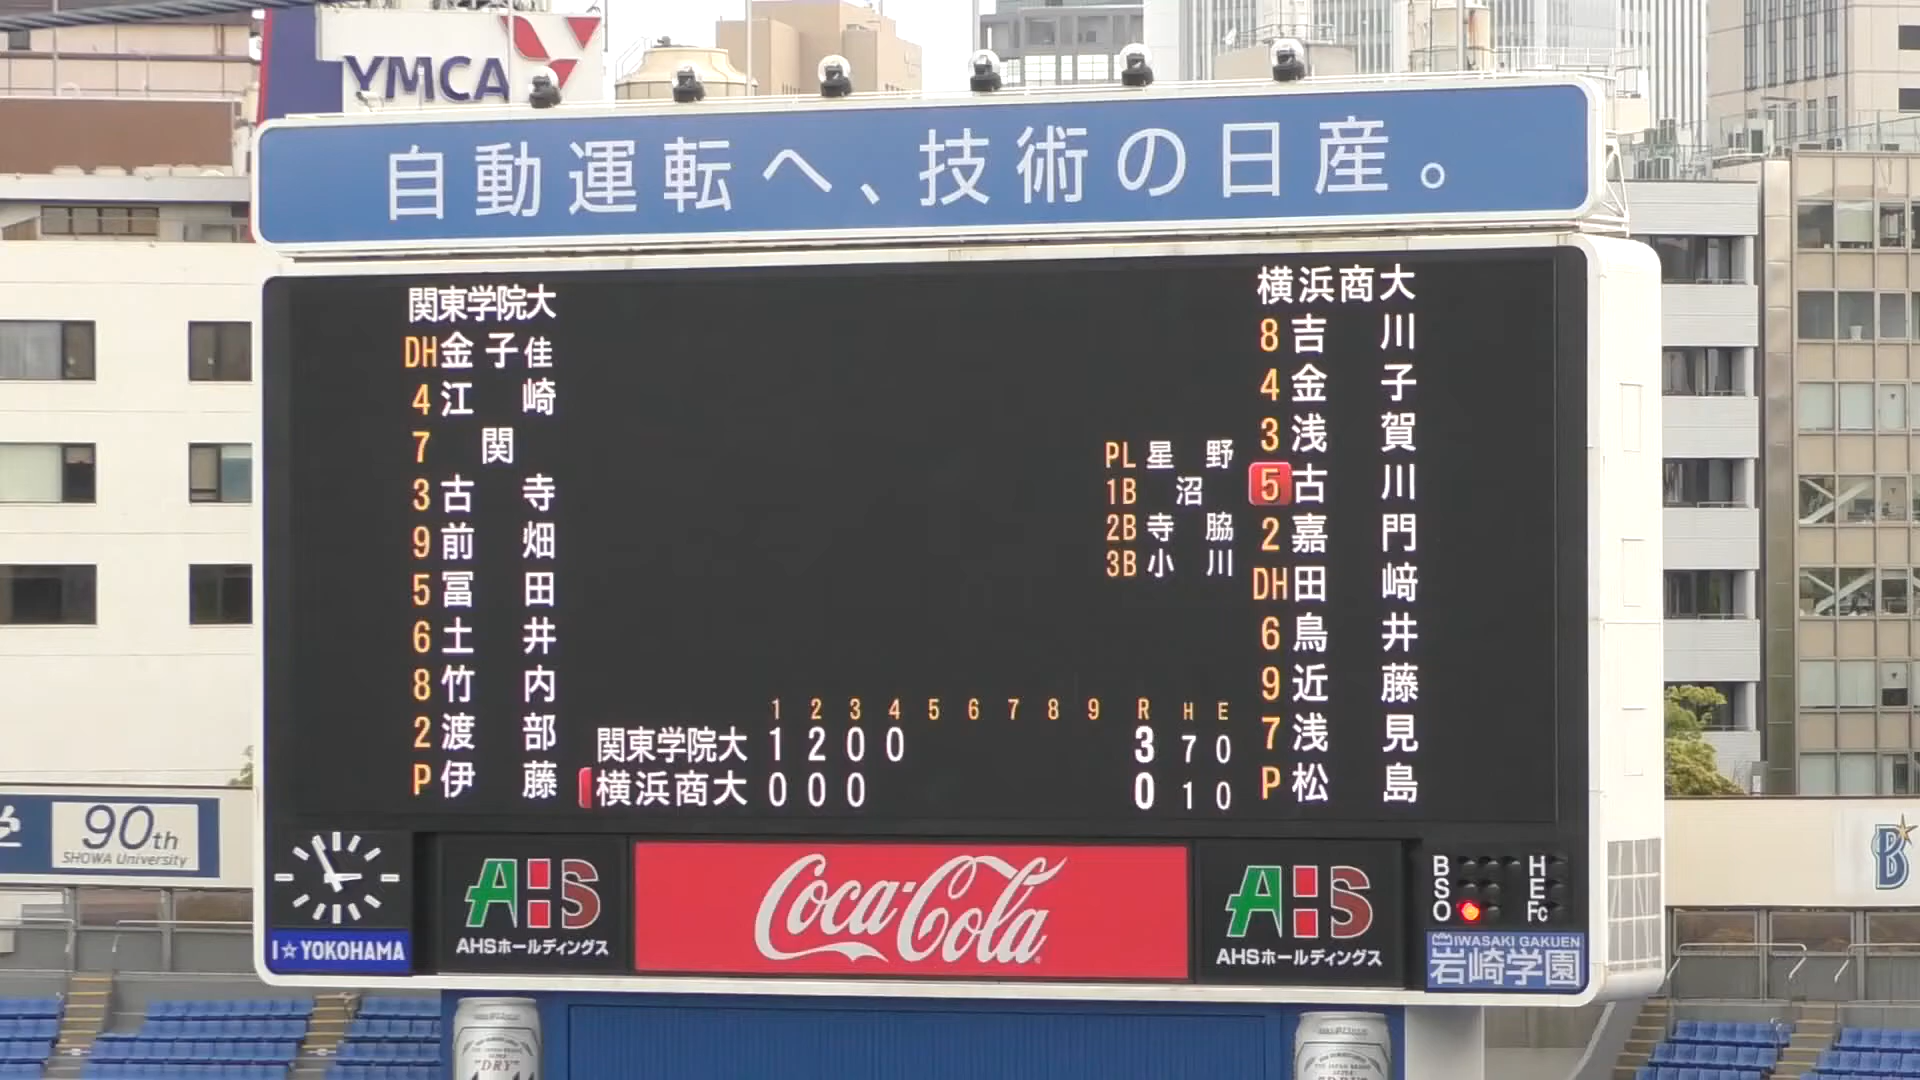 YMCA
自動運転へ、技術の日産。
関東学院大
DH金子佳
4江崎
7関
3古寺
9前畑
5冨田
6土井
8竹内
2渡部
P伊藤
PL星野
1B沼
2B寺脇
3B小川
横浜商大
8吉川
4金子
3浅賀
5古川
2嘉門
DH田﨑
6鳥井
9近藤
7浅見
P松島
1 2 3 4 5 6 7 8 9 R H E
関東学院大 1 2 0 0 3 7 0
横浜商大 0 0 0 0 1 0
90th
SHOWA University
I☆YOKOHAMA
AHS
AHSホールディングス
Coca-Cola
AHS
AHSホールディングス
B H
S E
O Fc
IWASAKI GAKUEN
岩崎学園
B
"DRY"